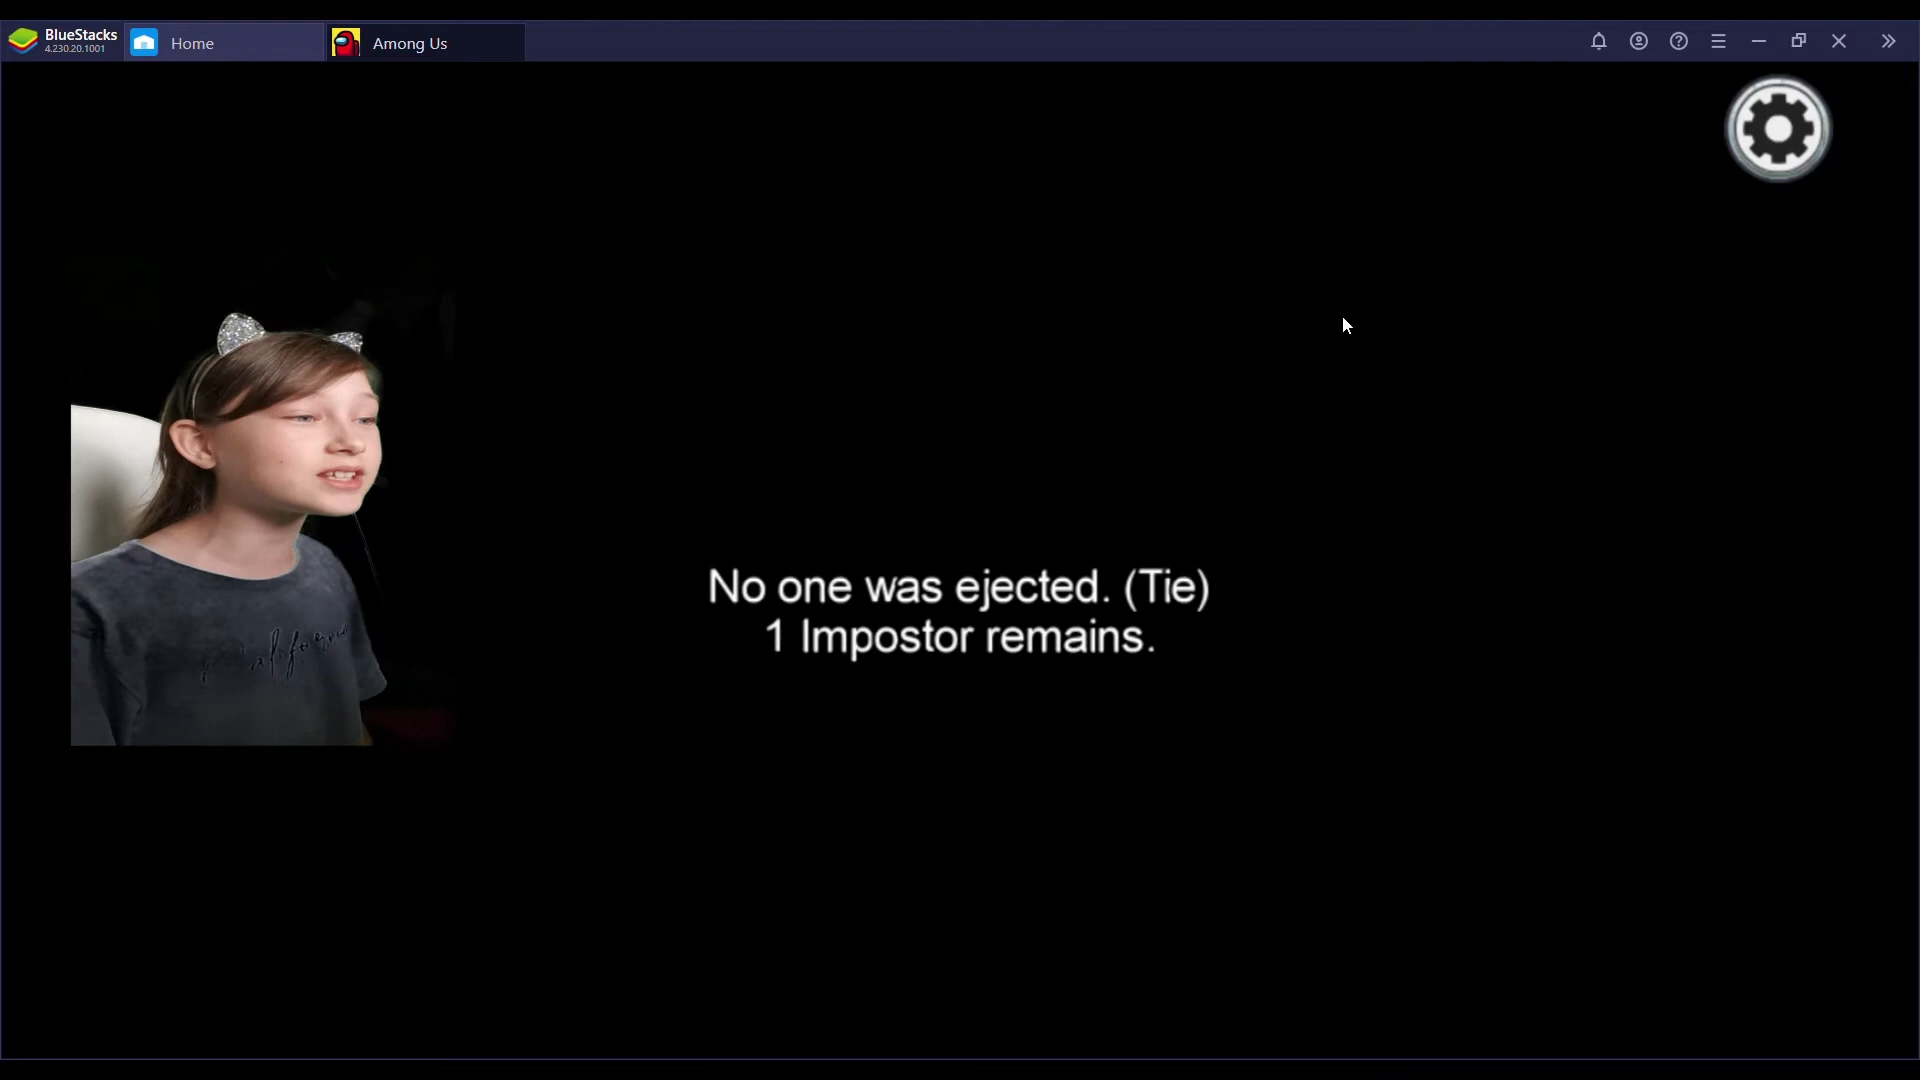 BlueStacks
4.230.20.1001
Home
Among Us
No one was ejected. (Tie)
1 Impostor remains.